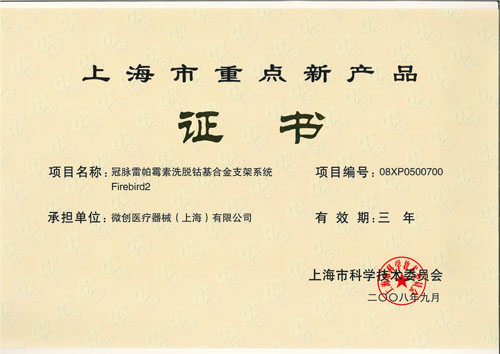 上海市重点新产品
证书
项目名称：冠脉雷帕霉素洗脱钴基合金支架系统
Firebird2
项目编号：08XP0500700
承担单位：微创医疗器械（上海）有限公司
有效期：三年
上海市科学技术委员会
二〇〇八年九月